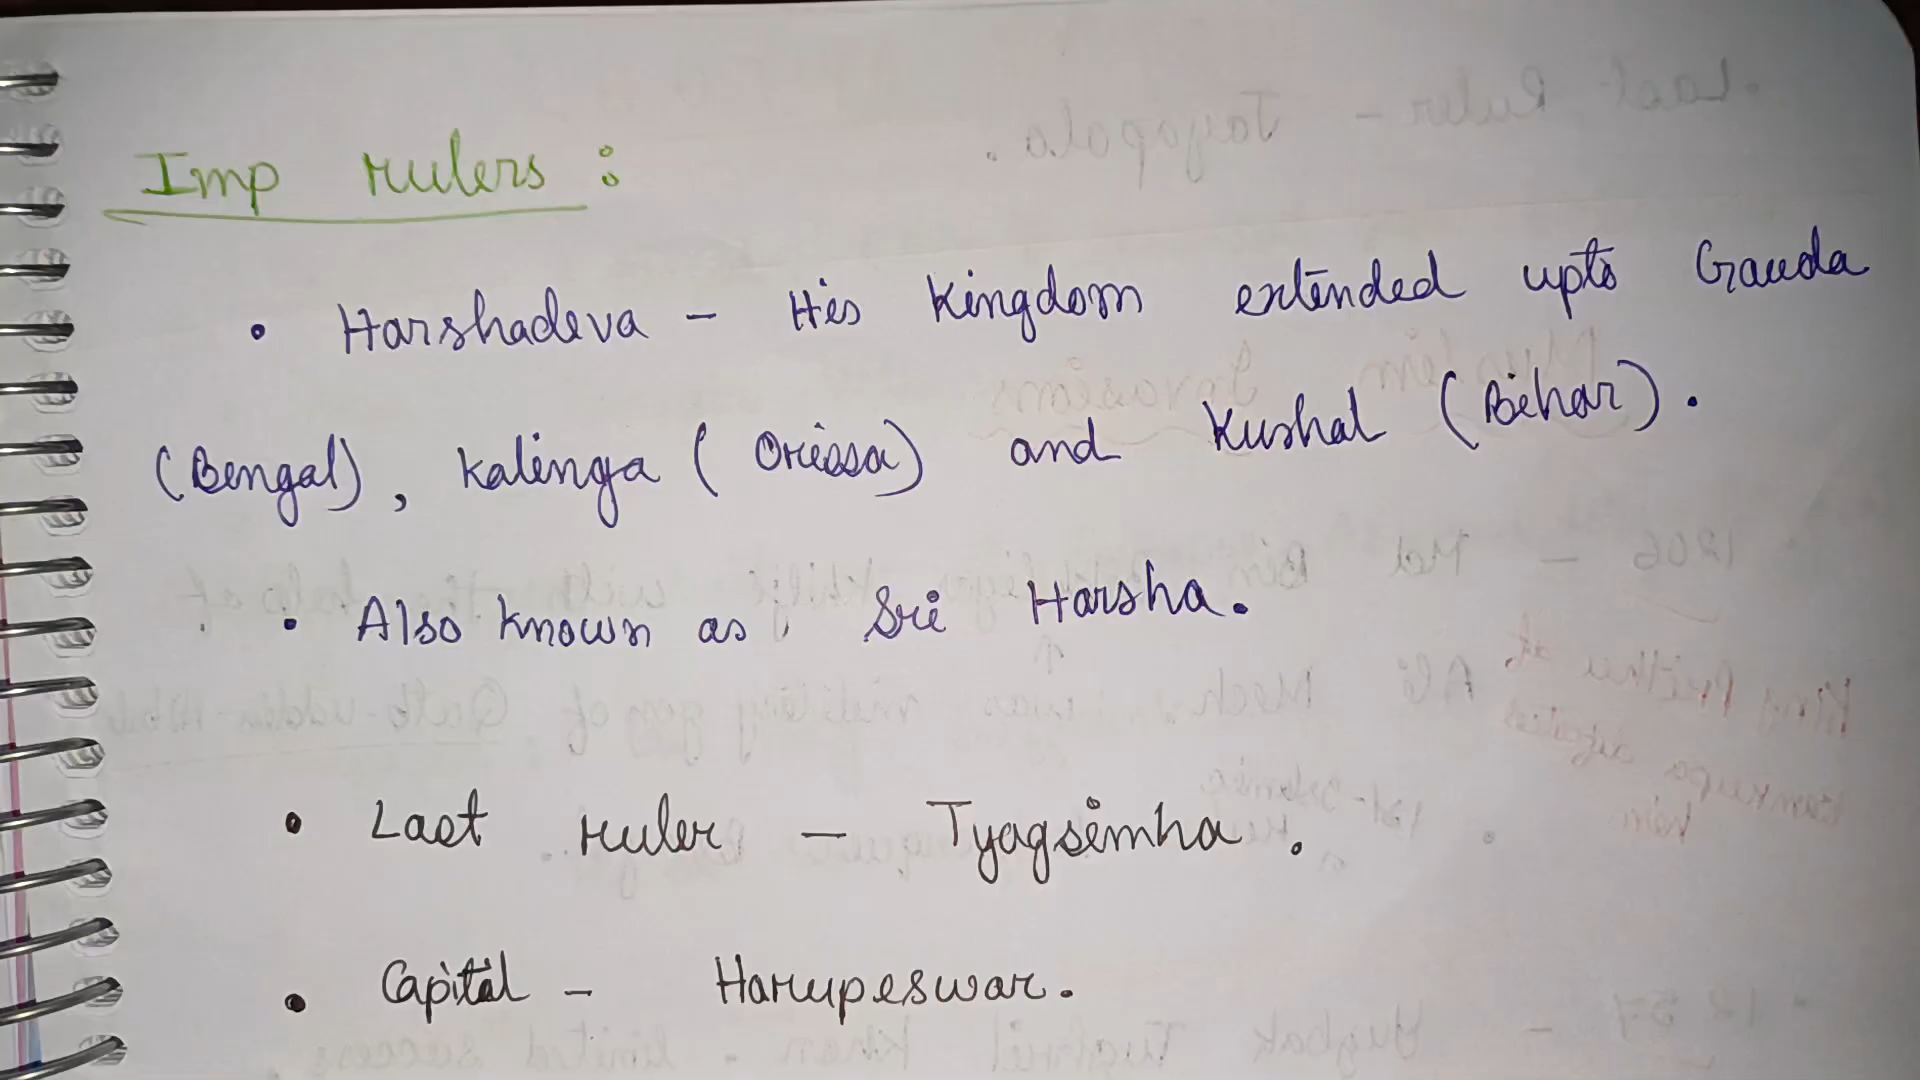 Imp rulers :
• Harshadeva - His kingdom extended upto Gauda
(Bengal), Kalinga (Orissa) and Kushal (Bihar).
• Also known as Sri Harsha.
• Last ruler - Tyagsimha.
• Capital - Harupeswar.